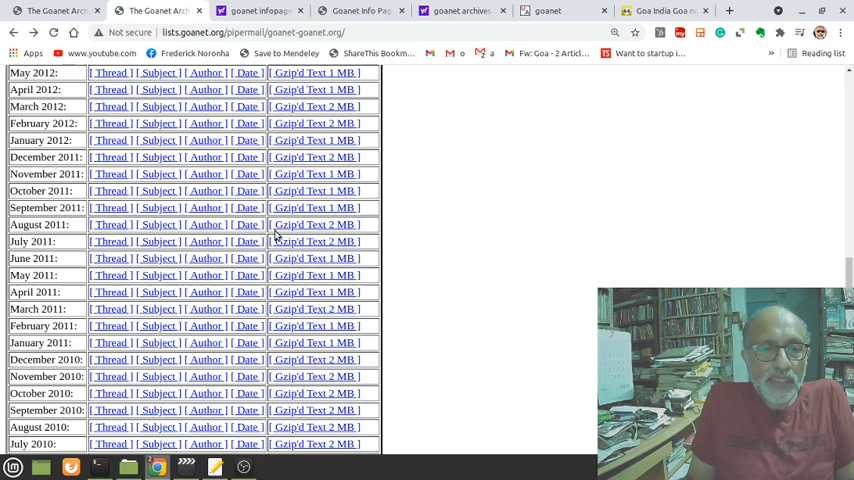 The Goanet Arch
The Goanet Arch
goanet infopage
Goanet Info Pag
goanet archives
goanet
Goa India Goa ne
Not secure
lists.goanet.org/pipermail/goanet-goanet.org/
Apps
www.youtube.com
Frederick Noronha
Save to Mendeley
ShareThis Bookm...
M
o
a
Fw: Goa - 2 Articl...
Want to startup i...
»
Reading list
May 2012: [ Thread ] [ Subject ] [ Author ] [ Date ] [ Gzip'd Text 1 MB ]
April 2012: [ Thread ] [ Subject ] [ Author ] [ Date ] [ Gzip'd Text 1 MB ]
March 2012: [ Thread ] [ Subject ] [ Author ] [ Date ] [ Gzip'd Text 2 MB ]
February 2012: [ Thread ] [ Subject ] [ Author ] [ Date ] [ Gzip'd Text 2 MB ]
January 2012: [ Thread ] [ Subject ] [ Author ] [ Date ] [ Gzip'd Text 1 MB ]
December 2011: [ Thread ] [ Subject ] [ Author ] [ Date ] [ Gzip'd Text 2 MB ]
November 2011: [ Thread ] [ Subject ] [ Author ] [ Date ] [ Gzip'd Text 1 MB ]
October 2011: [ Thread ] [ Subject ] [ Author ] [ Date ] [ Gzip'd Text 1 MB ]
September 2011: [ Thread ] [ Subject ] [ Author ] [ Date ] [ Gzip'd Text 1 MB ]
August 2011: [ Thread ] [ Subject ] [ Author ] [ Date ] [ Gzip'd Text 2 MB ]
July 2011: [ Thread ] [ Subject ] [ Author ] [ Date ] [ Gzip'd Text 2 MB ]
June 2011: [ Thread ] [ Subject ] [ Author ] [ Date ] [ Gzip'd Text 1 MB ]
May 2011: [ Thread ] [ Subject ] [ Author ] [ Date ] [ Gzip'd Text 1 MB ]
April 2011: [ Thread ] [ Subject ] [ Author ] [ Date ] [ Gzip'd Text 1 MB ]
March 2011: [ Thread ] [ Subject ] [ Author ] [ Date ] [ Gzip'd Text 2 MB ]
February 2011: [ Thread ] [ Subject ] [ Author ] [ Date ] [ Gzip'd Text 1 MB ]
January 2011: [ Thread ] [ Subject ] [ Author ] [ Date ] [ Gzip'd Text 1 MB ]
December 2010: [ Thread ] [ Subject ] [ Author ] [ Date ] [ Gzip'd Text 2 MB ]
November 2010: [ Thread ] [ Subject ] [ Author ] [ Date ] [ Gzip'd Text 2 MB ]
October 2010: [ Thread ] [ Subject ] [ Author ] [ Date ] [ Gzip'd Text 2 MB ]
September 2010: [ Thread ] [ Subject ] [ Author ] [ Date ] [ Gzip'd Text 2 MB ]
August 2010: [ Thread ] [ Subject ] [ Author ] [ Date ] [ Gzip'd Text 2 MB ]
July 2010: [ Thread ] [ Subject ] [ Author ] [ Date ] [ Gzip'd Text 2 MB ]